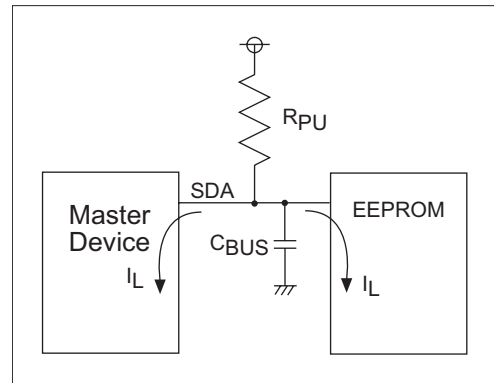 RPU
SDA
Master
Device
EEPROM
CBUS
IL
IL